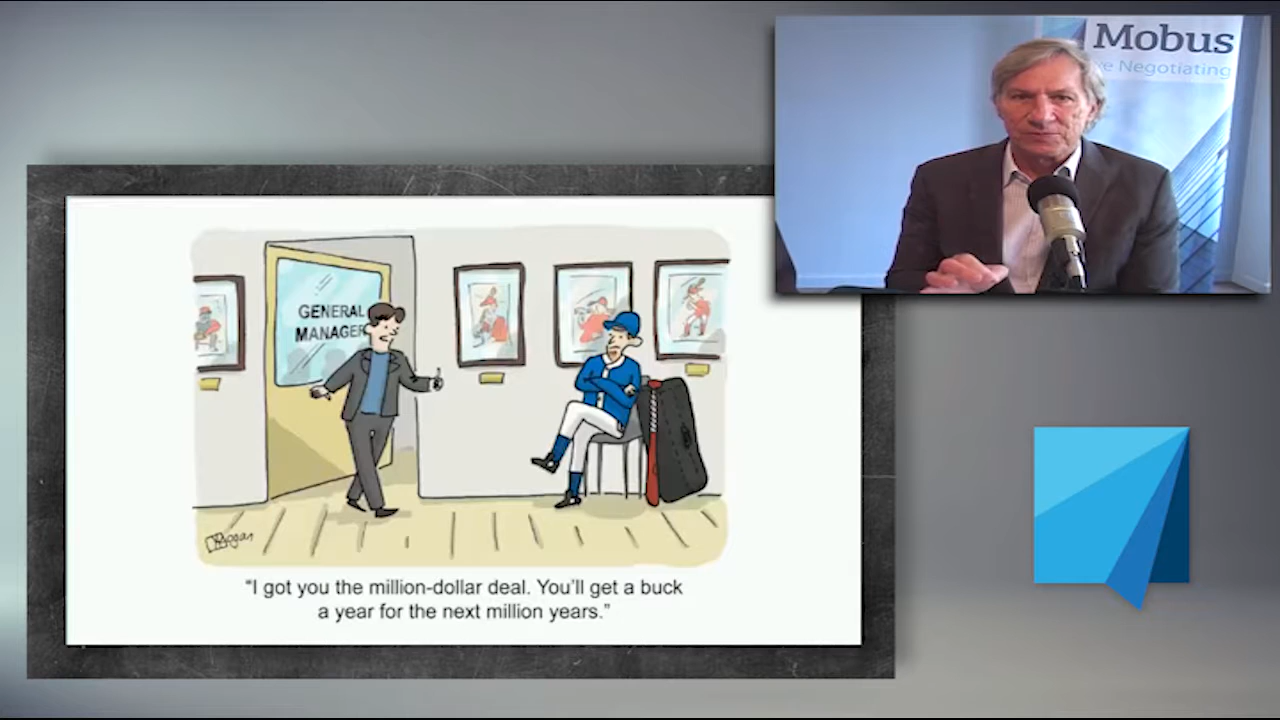 Mobus
ve Negotiating
GENERAL
MANAGER
"I got you the million-dollar deal. You'll get a buck
a year for the next million years."